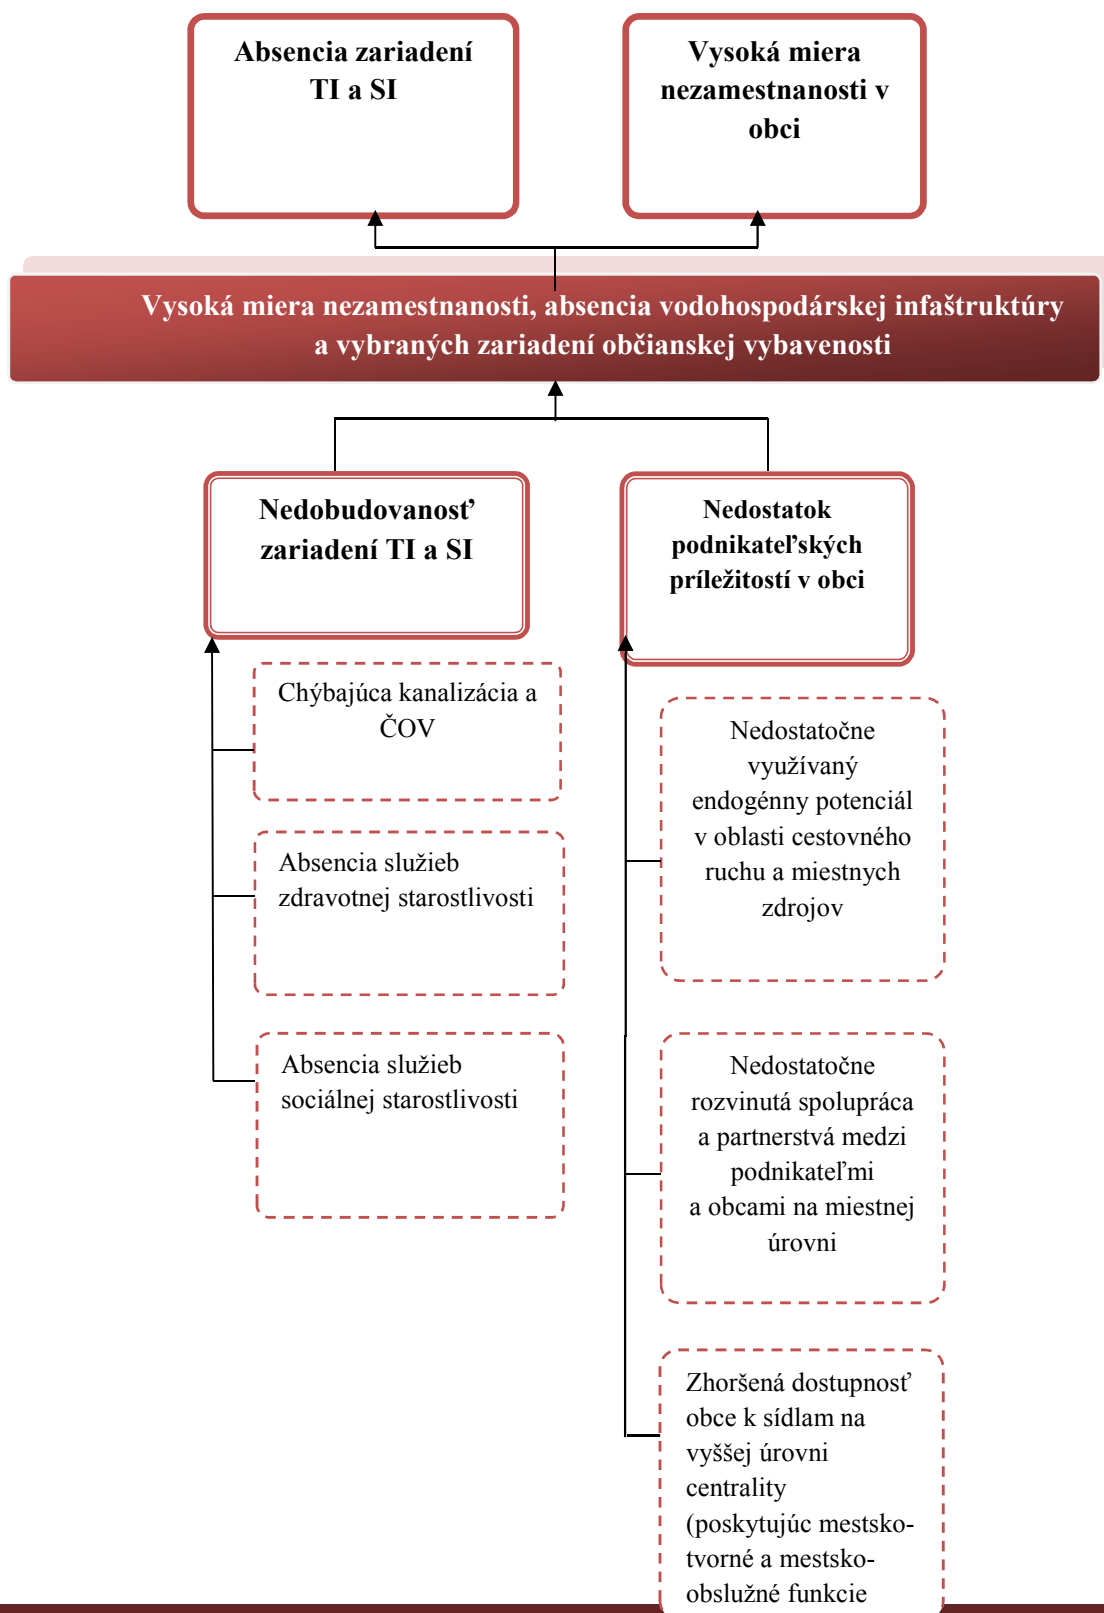 Absencia zariadení
TI a SI
Vysoká miera
nezamestnanosti v
obci
Vysoká miera nezamestnanosti, absencia vodohospodárskej infaštruktúry
a vybraných zariadení občianskej vybavenosti
Nedobudovanosť
zariadení TI a SI
Nedostatok
podnikateľských
príležitostí v obci
Chýbajúca kanalizácia a
ČOV
Absencia služieb
zdravotnej starostlivosti
Absencia služieb
sociálnej starostlivosti
Nedostatočne
využívaný
endogénny potenciál
v oblasti cestovného
ruchu a miestnych
zdrojov
Nedostatočne
rozvinutá spolupráca
a partnerstvá medzi
podnikateľmi
a obcami na miestnej
úrovni
Zhoršená dostupnosť
obce k sídlam na
vyššej úrovni
centrality
(poskytujúc mestsko-
tvorné a mestsko-
obslužné funkcie